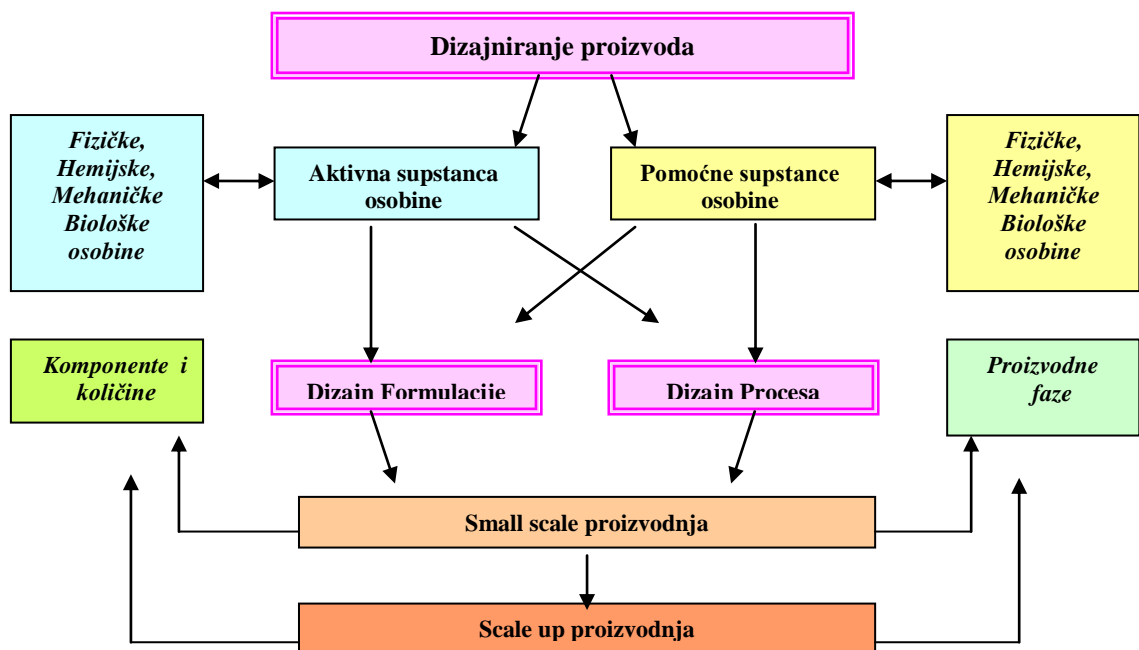 Dizajniranje proizvoda
Fizičke,
Hemijske,
Mehaničke
Biološke
osobine
Aktivna supstanca
osobine
Pomoćne supstance
osobine
Fizičke,
Hemijske,
Mehaničke
Biološke
osobine
Komponente i
količine
Dizajn Formulacije
Dizajn Procesa
Proizvodne
faze
Small scale proizvodnja
Scale up proizvodnja